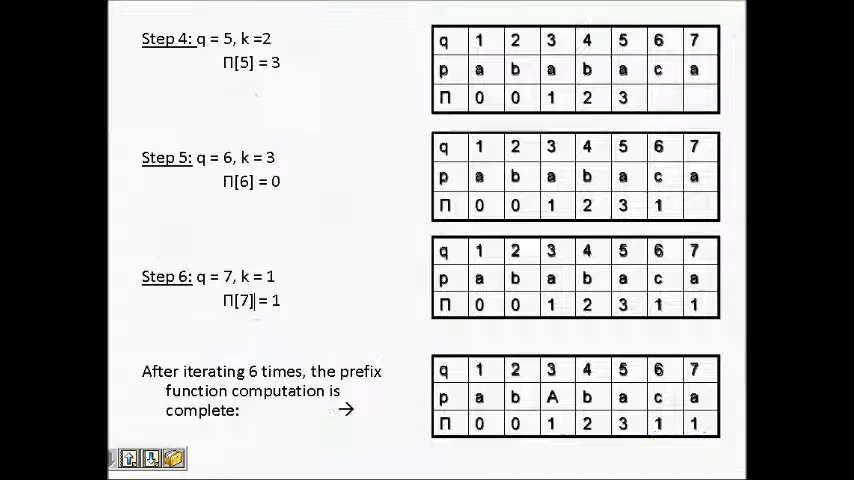 Step 4: q = 5, k =2
Π[5] = 3
q 1 2 3 4 5 6 7
p a b a b a c a
Π 0 0 1 2 3
Step 5: q = 6, k = 3
Π[6] = 0
q 1 2 3 4 5 6 7
p a b a b a c a
Π 0 0 1 2 3 1
Step 6: q = 7, k = 1
Π[7] = 1
q 1 2 3 4 5 6 7
p a b a b a c a
Π 0 0 1 2 3 1 1
After iterating 6 times, the prefix
function computation is
complete: →
q 1 2 3 4 5 6 7
p a b A b a c a
Π 0 0 1 2 3 1 1